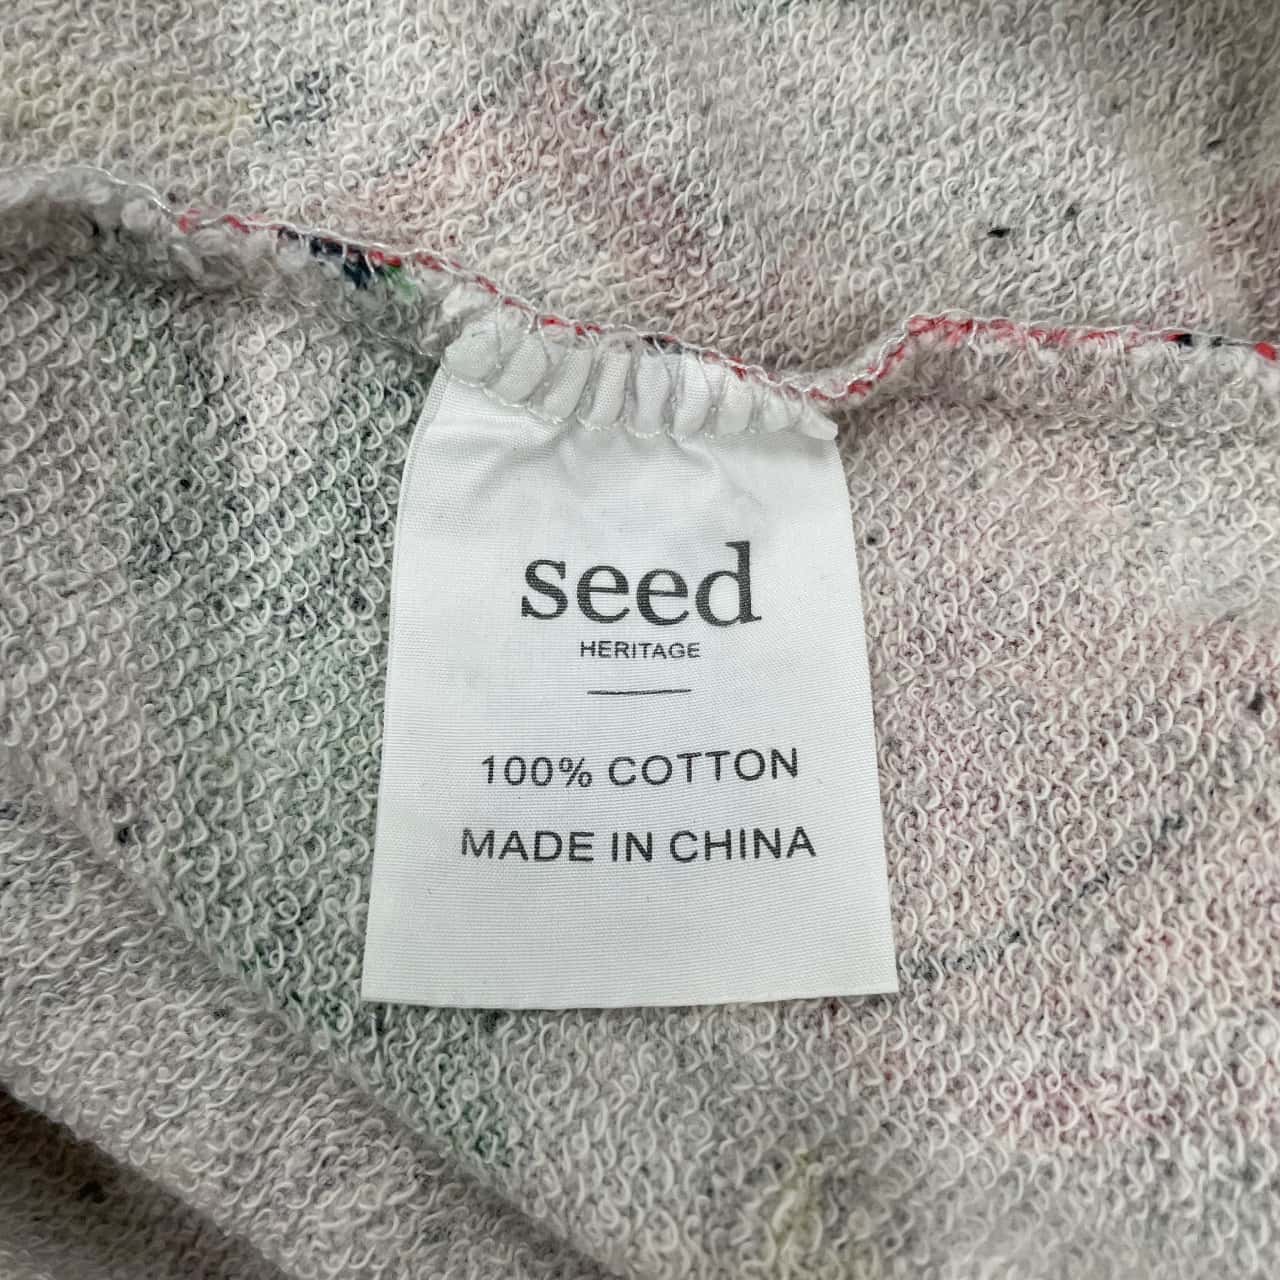 seed
HERITAGE
100% COTTON
MADE IN CHINA